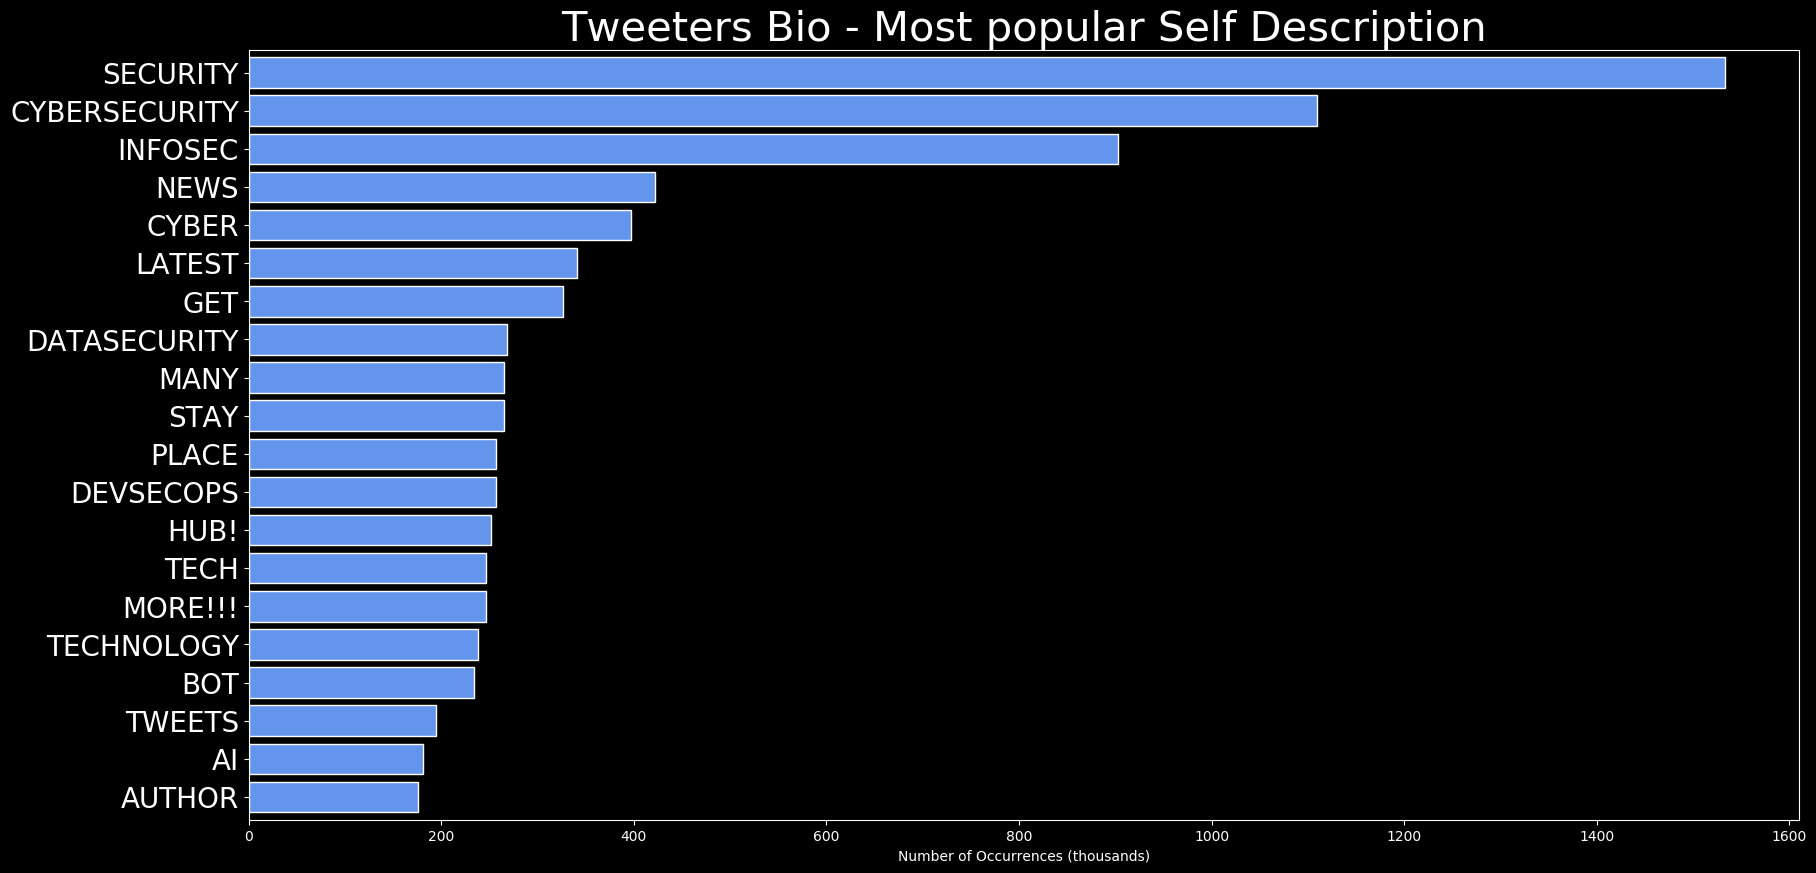 Tweeters Bio - Most popular Self Description
SECURITY
CYBERSECURITY
INFOSEC
NEWS
CYBER
LATEST
GET
DATASECURITY
MANY
STAY
PLACE
DEVSECOPS
HUB!
TECH
MORE!!!
TECHNOLOGY
BOT
TWEETS
AI
AUTHOR
0 200 400 600 800 1000 1200 1400 1600
Number of Occurrences (thousands)